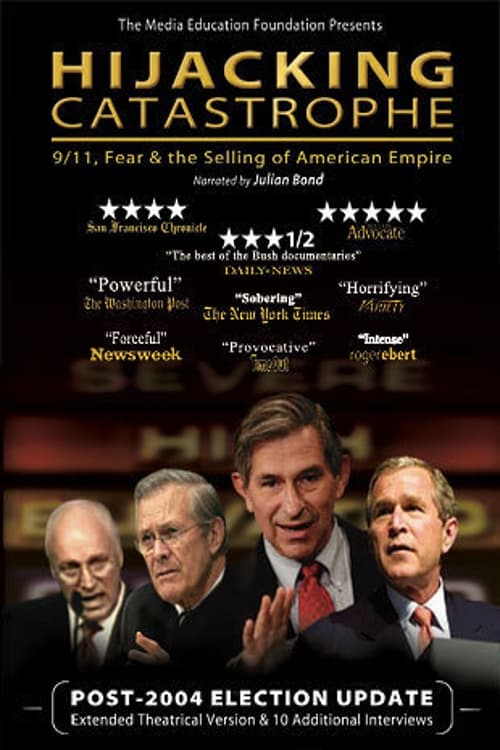 The Media Education Foundation Presents
HIJACKING
CATASTROPHE
9/11, Fear & the Selling of American Empire
Narrated by Julian Bond
San Francisco Chronicle
Advocate
1/2
"The best of the Bush documentaries"
DAILY NEWS
"Powerful"
The Washington Post
"Sobering"
The New York Times
"Horrifying"
VARIETY
"Forceful"
Newsweek
"Provocative"
Time Out
"Intense"
rogerebert
SEVERE
HIGH
POST-2004 ELECTION UPDATE
Extended Theatrical Version & 10 Additional Interviews